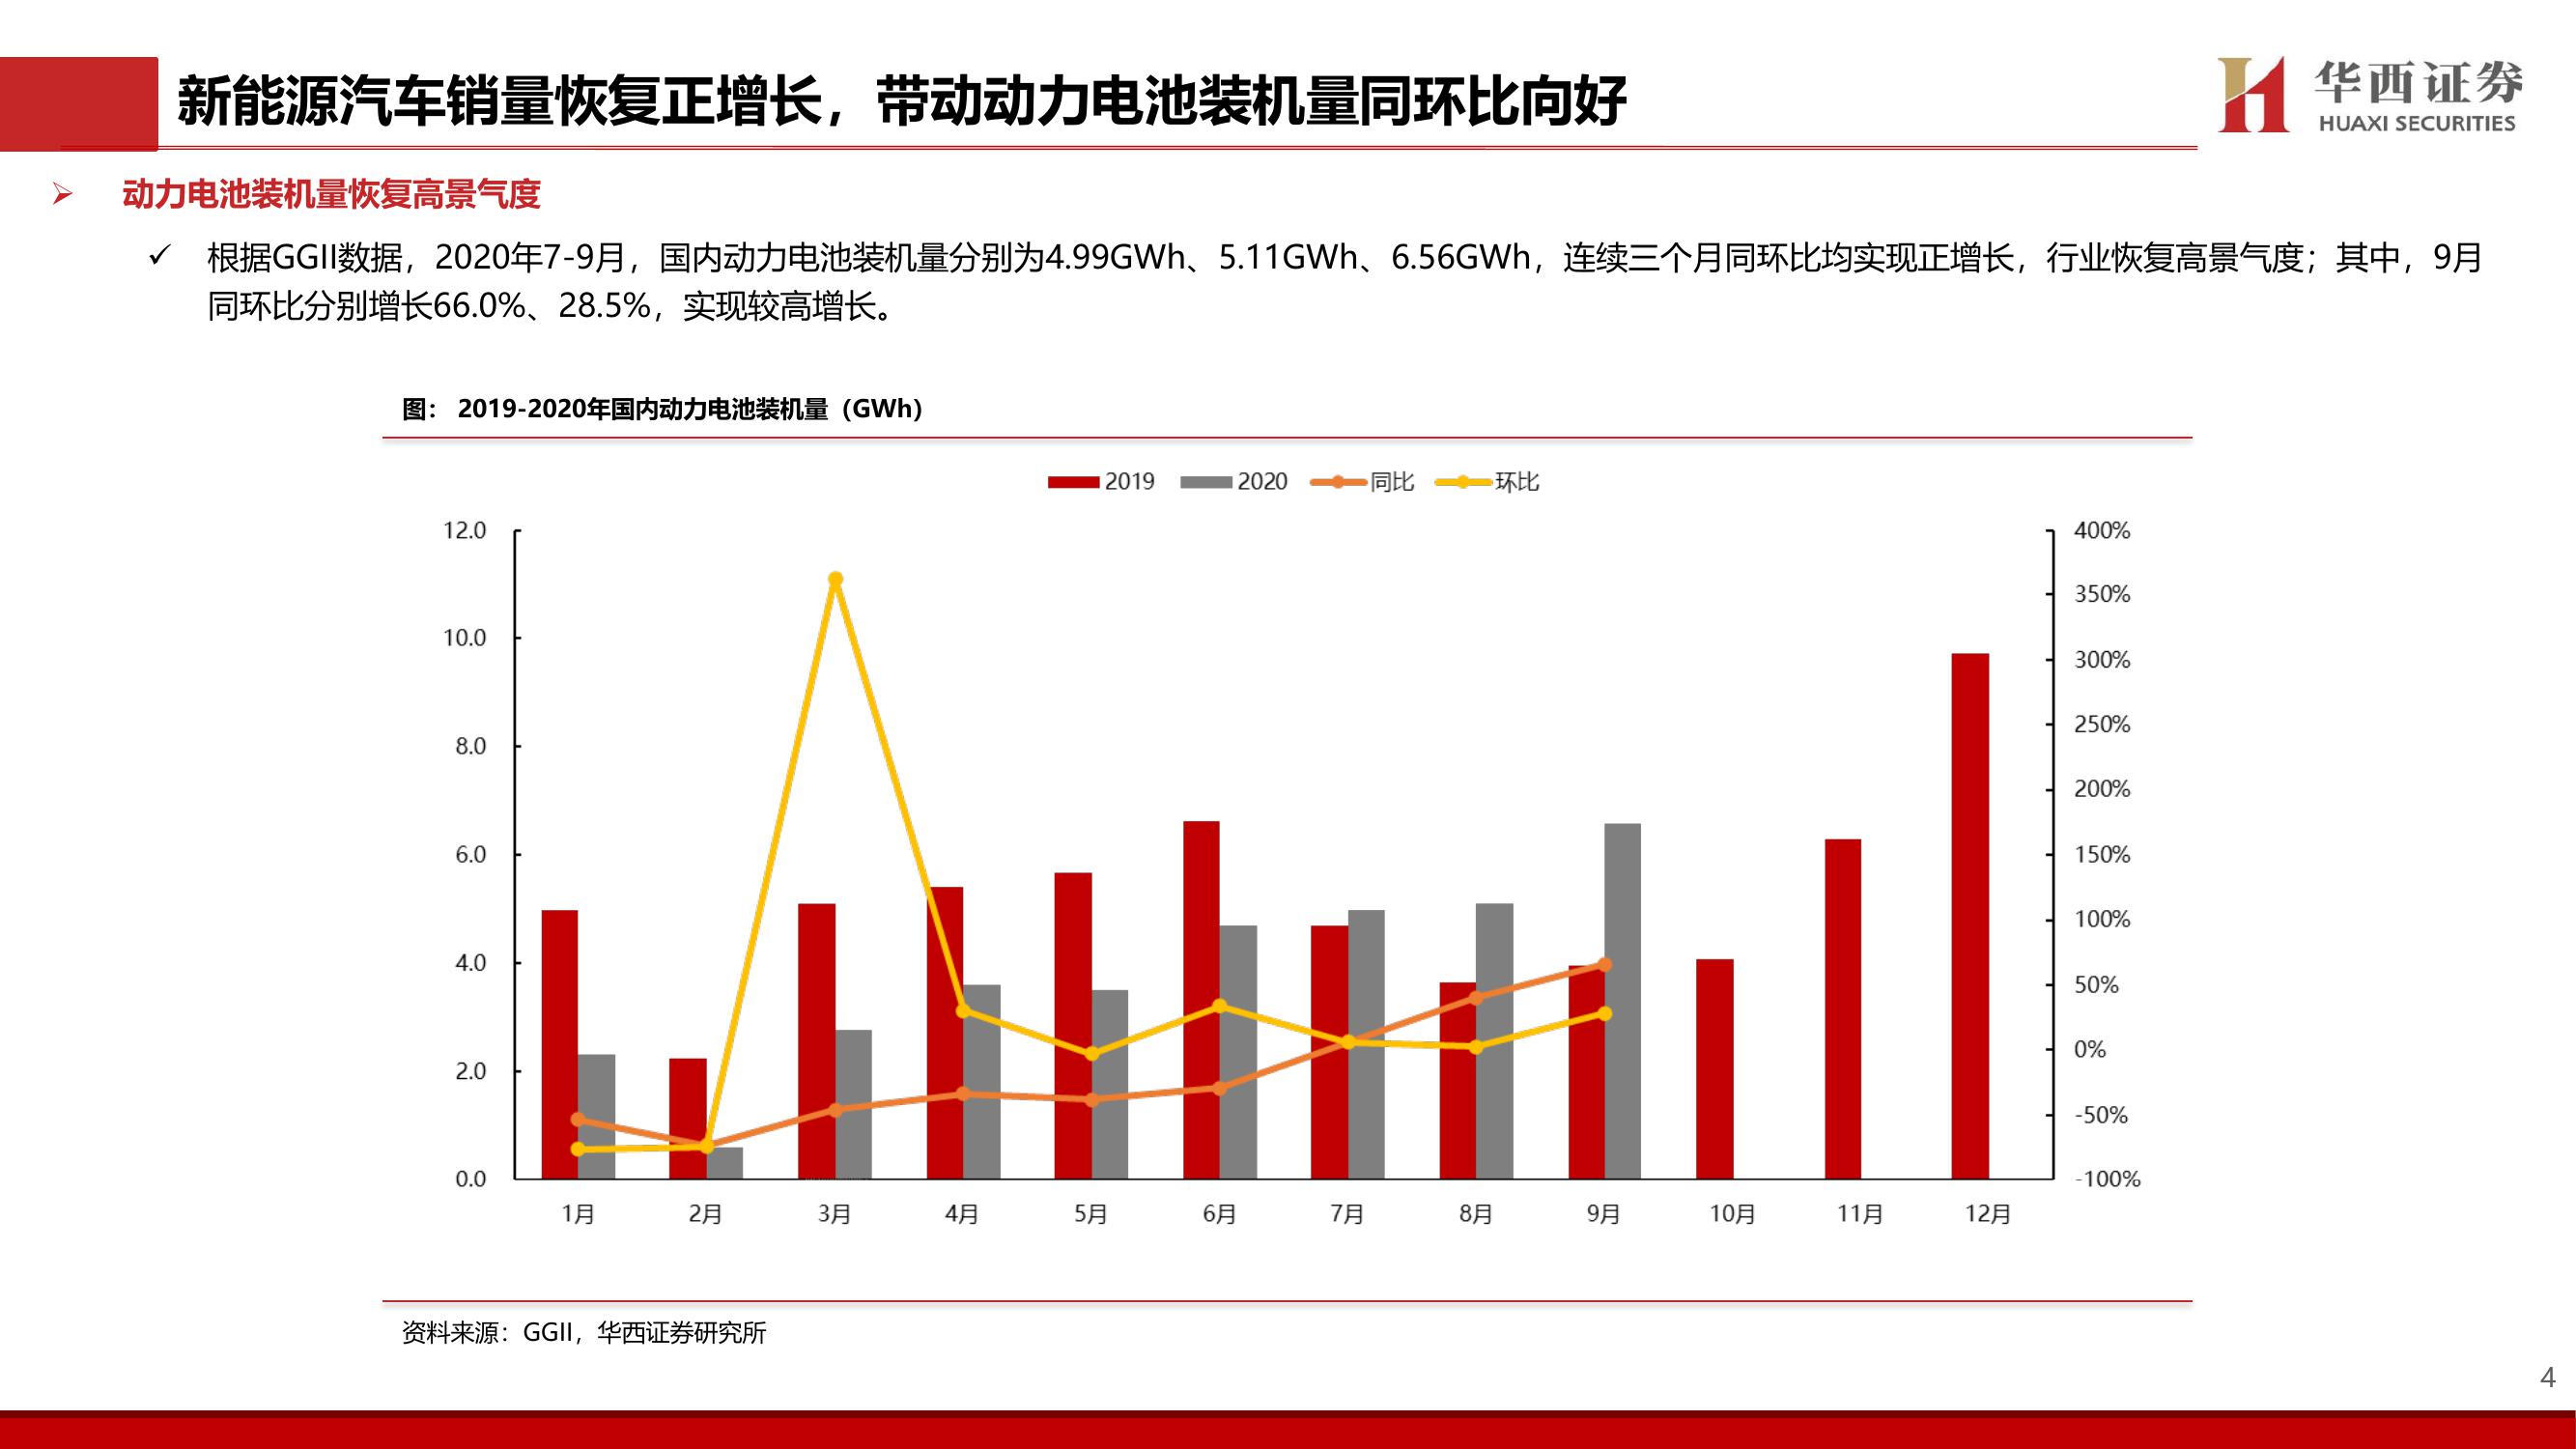 新能源汽车销量恢复正增长，带动动力电池装机量同环比向好
华西证券
HUAXI SECURITIES
动力电池装机量恢复高景气度
根据GGII数据，2020年7-9月，国内动力电池装机量分别为4.99GWh、5.11GWh、6.56GWh，连续三个月同环比均实现正增长，行业恢复高景气度；其中，9月
同环比分别增长66.0%、28.5%，实现较高增长。
图： 2019-2020年国内动力电池装机量（GWh）
2019 2020 同比 环比
12.0 400%
350%
10.0
300%
250%
8.0
200%
6.0 150%
100%
4.0
50%
0%
2.0
-50%
0.0 -100%
1月 2月 3月 4月 5月 6月 7月 8月 9月 10月 11月 12月
资料来源：GGII，华西证券研究所
4